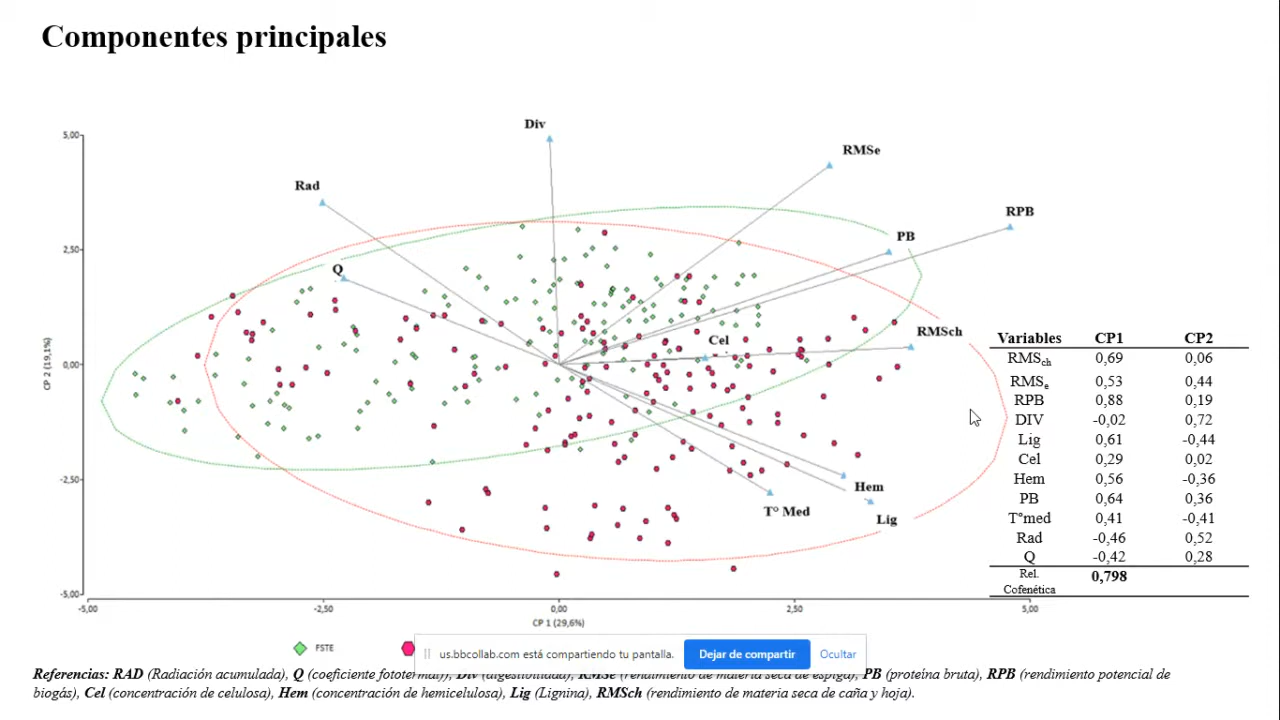 Componentes principales
Div
RMSe
Rad
RPB
PB
Q
RMSch
Cel
Hem
T° Med
Lig
5,00
2,50
0,00
-2,50
-5,00
CP 2 (19,1%)
-5,00 -2,50 0,00 2,50 5,00
CP 1 (29,6%)
Variables CP1 CP2
RMSch 0,69 0,06
RMSe 0,53 0,44
RPB 0,88 0,19
DIV -0,02 0,72
Lig 0,61 -0,44
Cel 0,29 0,02
Hem 0,56 -0,36
PB 0,64 0,36
T°med 0,41 -0,41
Rad -0,46 0,52
Q -0,42 0,28
Rel. Cofenética 0,798
FSTE
us.bbcollab.com está compartiendo tu pantalla. Dejar de compartir Ocultar
Referencias: RAD (Radiación acumulada), Q (coeficiente fototermal), Div (digestibilidad), RMSe (rendimiento de materia seca de espiga), PB (proteína bruta), RPB (rendimiento potencial de
biogás), Cel (concentración de celulosa), Hem (concentración de hemicelulosa), Lig (Lignina), RMSch (rendimiento de materia seca de caña y hoja).